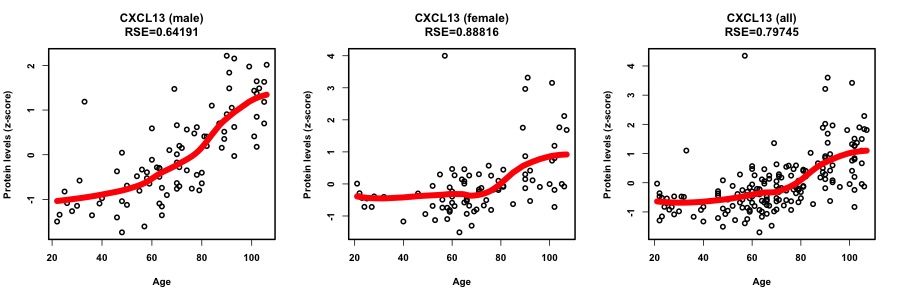 CXCL13 (male)
RSE=0.64191
Protein levels (z-score)
2
1
0
-1
20 40 60 80 100
Age
CXCL13 (female)
RSE=0.88816
Protein levels (z-score)
4
3
2
1
0
-1
20 40 60 80 100
Age
CXCL13 (all)
RSE=0.79745
Protein levels (z-score)
4
3
2
1
0
-1
20 40 60 80 100
Age